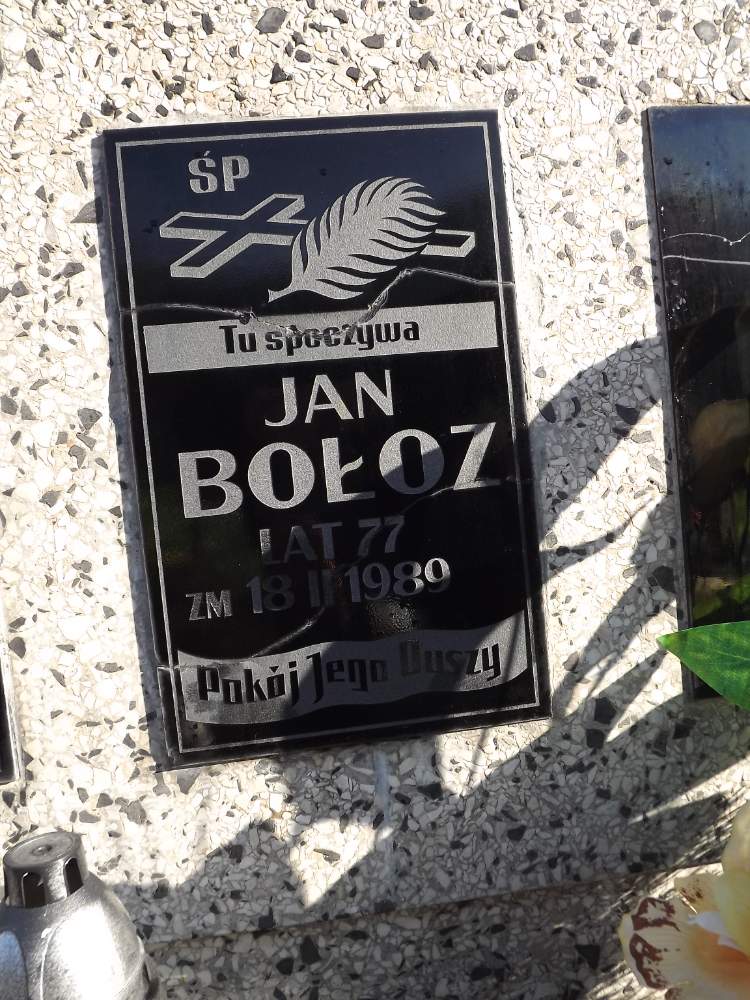 ŚP
Tu spoczywa
JAN
BOŁOZ
LAT 77
ZM 18 II 1989
Pokój Jego Duszy